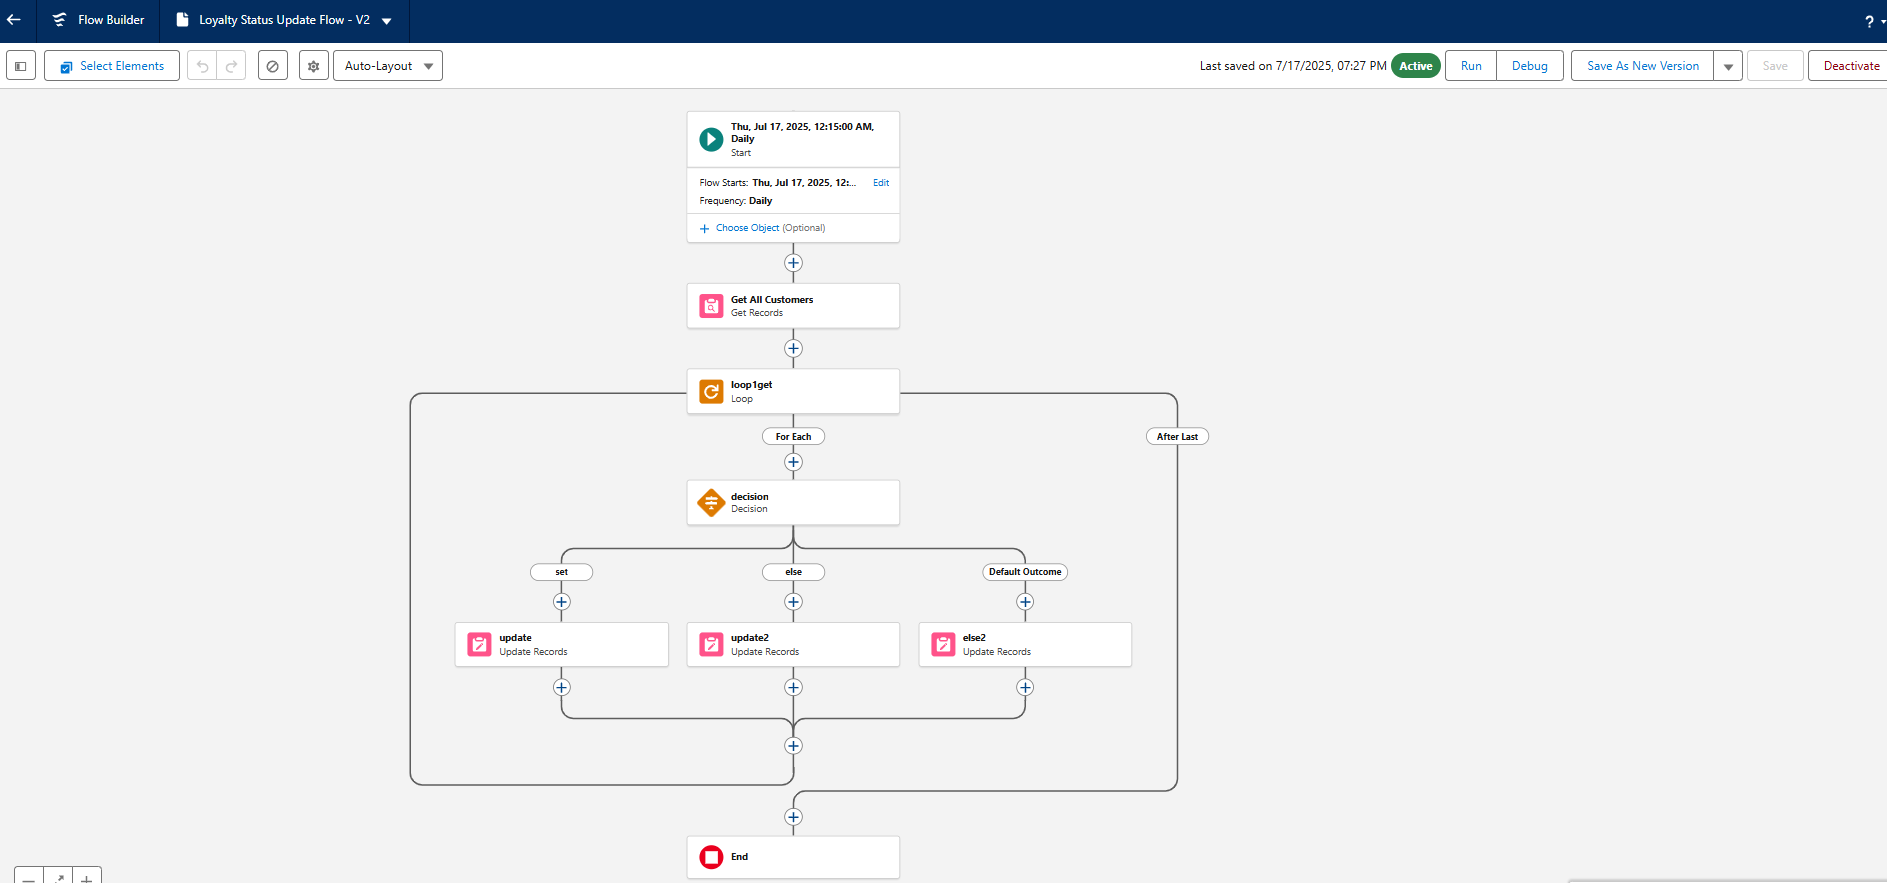 Flow Builder
Loyalty Status Update Flow - V2
?
Select Elements
Auto-Layout
Last saved on 7/17/2025, 07:27 PM
Active
Run
Debug
Save As New Version
Save
Deactivate
Thu, Jul 17, 2025, 12:15:00 AM,
Daily
Start
Flow Starts: Thu, Jul 17, 2025, 12:...
Edit
Frequency: Daily
Choose Object (Optional)
Get All Customers
Get Records
loop1get
Loop
For Each
After Last
decision
Decision
set
else
Default Outcome
update
Update Records
update2
Update Records
else2
Update Records
End